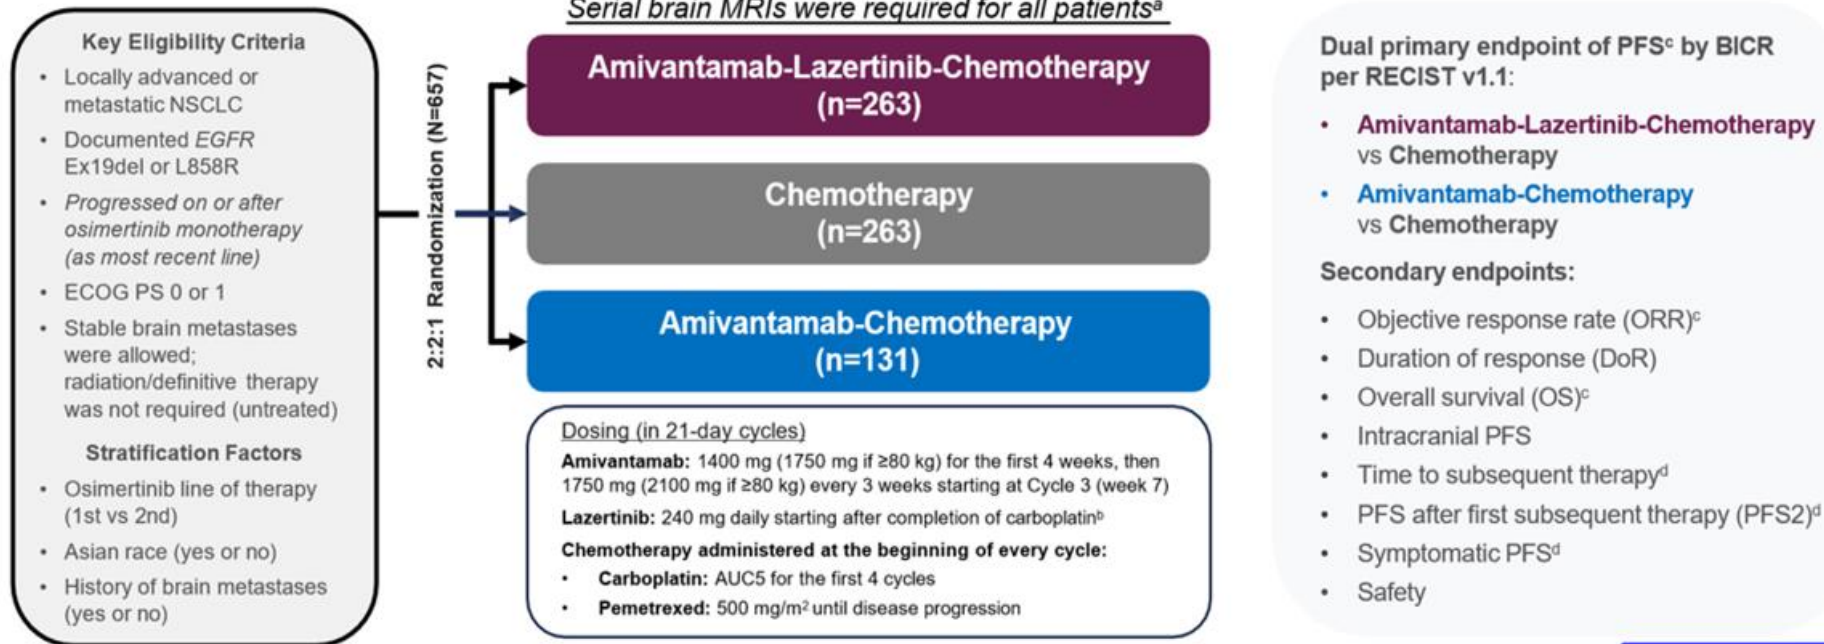 Serial brain MRIs were required for all patientsᵃ
Key Eligibility Criteria
• Locally advanced or
metastatic NSCLC
• Documented EGFR
Ex19del or L858R
• Progressed on or after
osimertinib monotherapy
(as most recent line)
• ECOG PS 0 or 1
• Stable brain metastases
were allowed;
radiation/definitive therapy
was not required (untreated)
Stratification Factors
• Osimertinib line of therapy
(1st vs 2nd)
• Asian race (yes or no)
• History of brain metastases
(yes or no)
2:2:1 Randomization (N=657)
Amivantamab-Lazertinib-Chemotherapy
(n=263)
Chemotherapy
(n=263)
Amivantamab-Chemotherapy
(n=131)
Dosing (in 21-day cycles)
Amivantamab: 1400 mg (1750 mg if ≥80 kg) for the first 4 weeks, then
1750 mg (2100 mg if ≥80 kg) every 3 weeks starting at Cycle 3 (week 7)
Lazertinib: 240 mg daily starting after completion of carboplatinᵇ
Chemotherapy administered at the beginning of every cycle:
• Carboplatin: AUC5 for the first 4 cycles
• Pemetrexed: 500 mg/m² until disease progression
Dual primary endpoint of PFSᶜ by BICR
per RECIST v1.1:
• Amivantamab-Lazertinib-Chemotherapy
vs Chemotherapy
• Amivantamab-Chemotherapy
vs Chemotherapy
Secondary endpoints:
• Objective response rate (ORR)ᶜ
• Duration of response (DoR)
• Overall survival (OS)ᶜ
• Intracranial PFS
• Time to subsequent therapyᵈ
• PFS after first subsequent therapy (PFS2)ᵈ
• Symptomatic PFSᵈ
• Safety